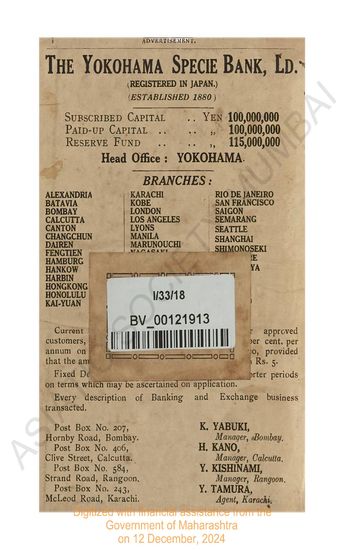 ADVERTISEMENT.
THE YOKOHAMA SPECIE BANK, LD.
(REGISTERED IN JAPAN.)
(ESTABLISHED 1880)
SUBSCRIBED CAPITAL .. YEN 100,000,000
PAID-UP CAPITAL .. .. „ 100,000,000
RESERVE FUND .. .. „ 115,000,000
Head Office : YOKOHAMA.
BRANCHES :
ALEXANDRIA KARACHI RIO DE JANEIRO
BATAVIA KOBE SAN FRANCISCO
BOMBAY LONDON SAIGON
CALCUTTA LOS ANGELES SEMARANG
CANTON LYONS SEATTLE
CHANGCHUN MANILA SHANGHAI
DAIREN MARUNOUCHI SHIMONOSEKI
FENGTIEN NAGASAKI
HAMBURG
HANKOW
HARBIN
HONGKONG
HONOLULU
KAI-YUAN
I/33/18
BV_00121913
Current approved
customers, per cent. per
annum on provided
that the Rs. 5.
Fixed periods
on terms which may be ascertained on application.
Every description of Banking and Exchange business
transacted.
Post Box No. 207, K. YABUKI,
Hornby Road, Bombay. Manager, Bombay.
Post Box No. 406, H. KANO,
Clive Street, Calcutta. Manager, Calcutta.
Post Box No. 584, Y. KISHINAMI,
Strand Road, Rangoon. Manager, Rangoon.
Post Box No. 243, Y. TAMURA,
McLeod Road, Karachi. Agent, Karachi.
Digitized with financial assistance from the
Government of Maharashtra
on 12 December, 2024